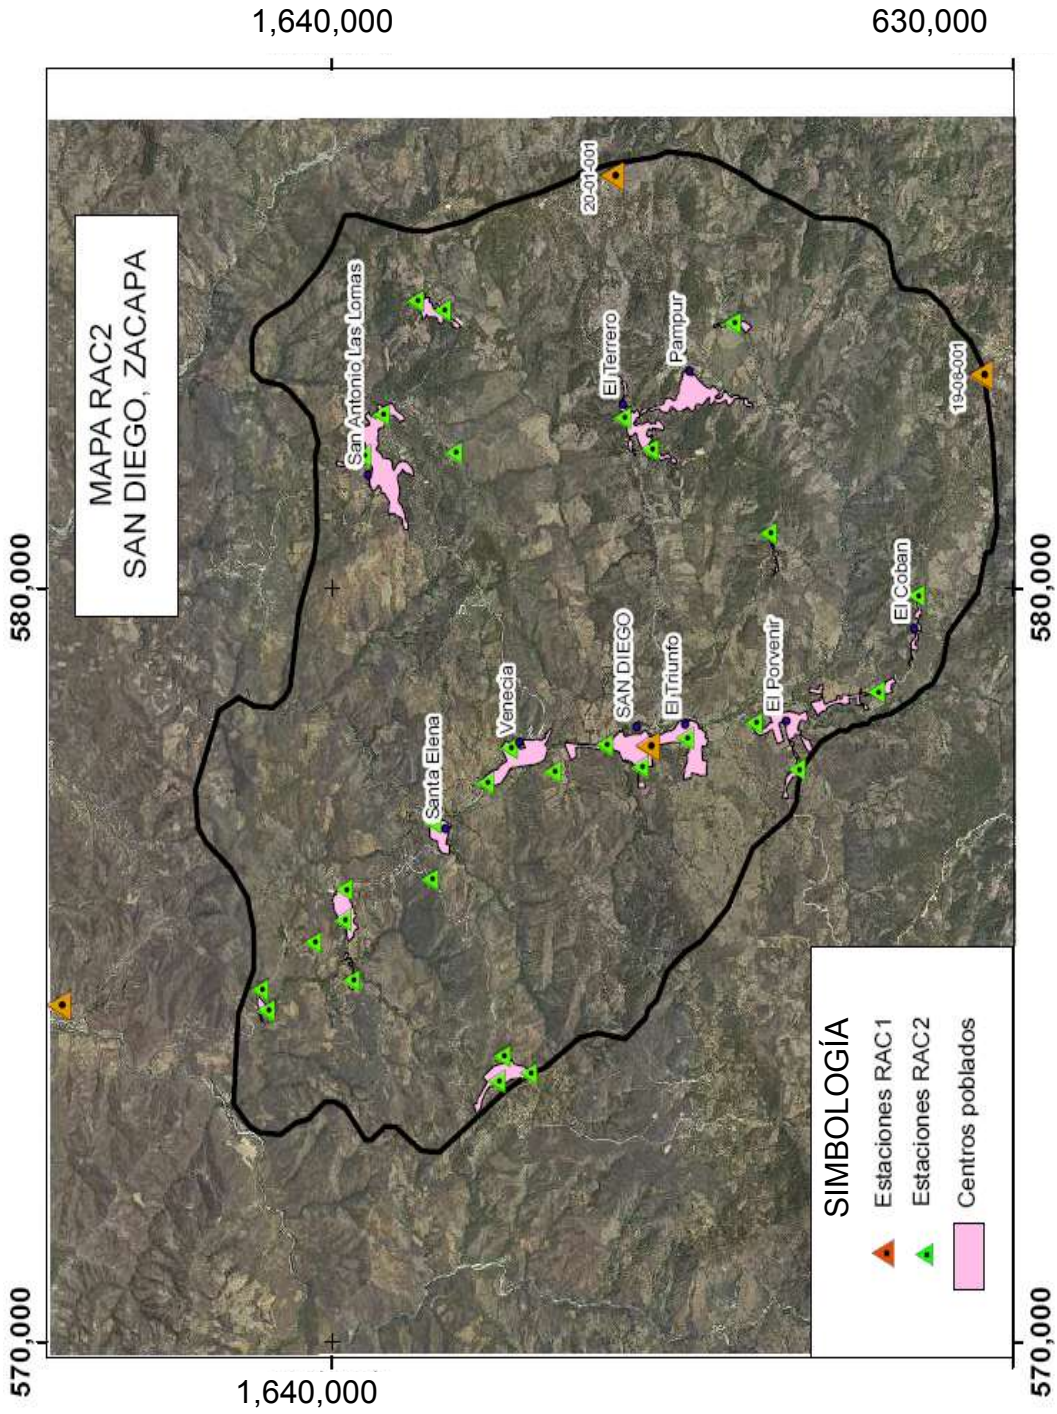 1,640,000
630,000
MAPA RAC2
SAN DIEGO, ZACAPA
20-01-001
San Antonio Las Lomas
El Terrero
Pampur
19-08-001
580,000
580,000
El Coban
SAN DIEGO
El Triunfo
El Porvenir
Venecia
Santa Elena
SIMBOLOGÍA
Estaciones RAC1
Estaciones RAC2
Centros poblados
570,000
570,000
1,640,000